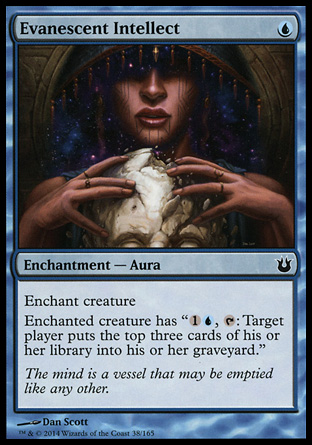 Evanescent Intellect
Enchantment — Aura
Enchant creature
Enchanted creature has “1, : Target
player puts the top three cards of his or
her library into his or her graveyard.”
The mind is a vessel that may be emptied
like any other.
Dan Scott
™ & © 2014 Wizards of the Coast 38/165